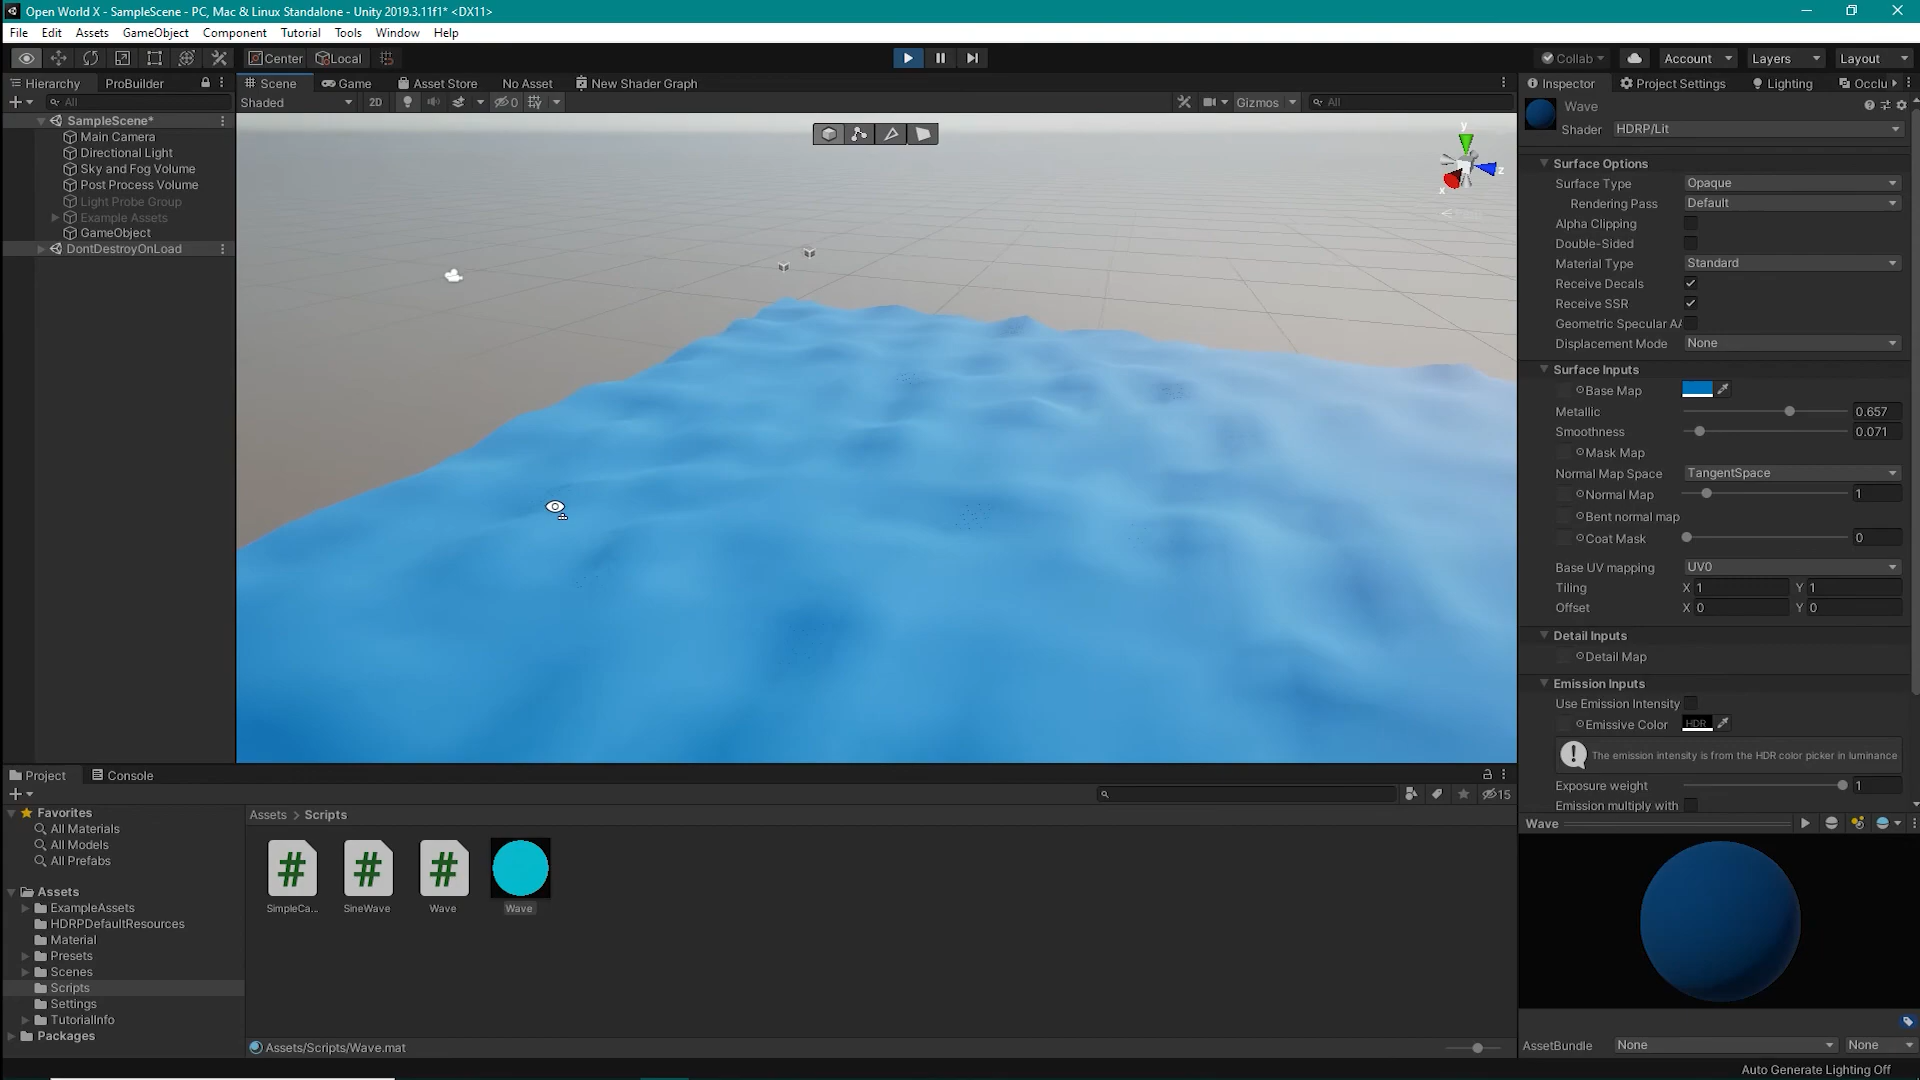 Open World X - SampleScene - PC, Mac & Linux Standalone - Unity 2019.3.11f1* <DX11>
File Edit Assets GameObject Component Tutorial Tools Window Help
Center Local Collab Account Layers Layout
Hierarchy ProBuilder Scene Game Asset Store No Asset New Shader Graph Inspector Project Settings Lighting Occlu
All Shaded 2D 0 Gizmos All
SampleScene*
Main Camera
Directional Light
Sky and Fog Volume
Post Process Volume
Light Probe Group
Example Assets
GameObject
DontDestroyOnLoad
y
x
z
Wave
Shader HDRP/Lit
Surface Options
Surface Type Opaque
Rendering Pass Default
Alpha Clipping
Double-Sided
Material Type Standard
Receive Decals
Receive SSR
Geometric Specular AA
Displacement Mode None
Surface Inputs
Base Map
Metallic 0.657
Smoothness 0.071
Mask Map
Normal Map Space TangentSpace
Normal Map 1
Bent normal map
Coat Mask 0
Base UV mapping UV0
Tiling X 1 Y 1
Offset X 0 Y 0
Detail Inputs
Detail Map
Emission Inputs
Use Emission Intensity
Emissive Color HDR
The emission intensity is from the HDR color picker in luminance
Exposure weight 1
Emission multiply with
Wave
AssetBundle None None
Project Console
15
Favorites
All Materials
All Models
All Prefabs
Assets
ExampleAssets
HDRPDefaultResources
Material
Presets
Scenes
Scripts
Settings
TutorialInfo
Packages
Assets > Scripts
# # #
SimpleCa... SineWave Wave Wave
Assets/Scripts/Wave.mat
Auto Generate Lighting Off